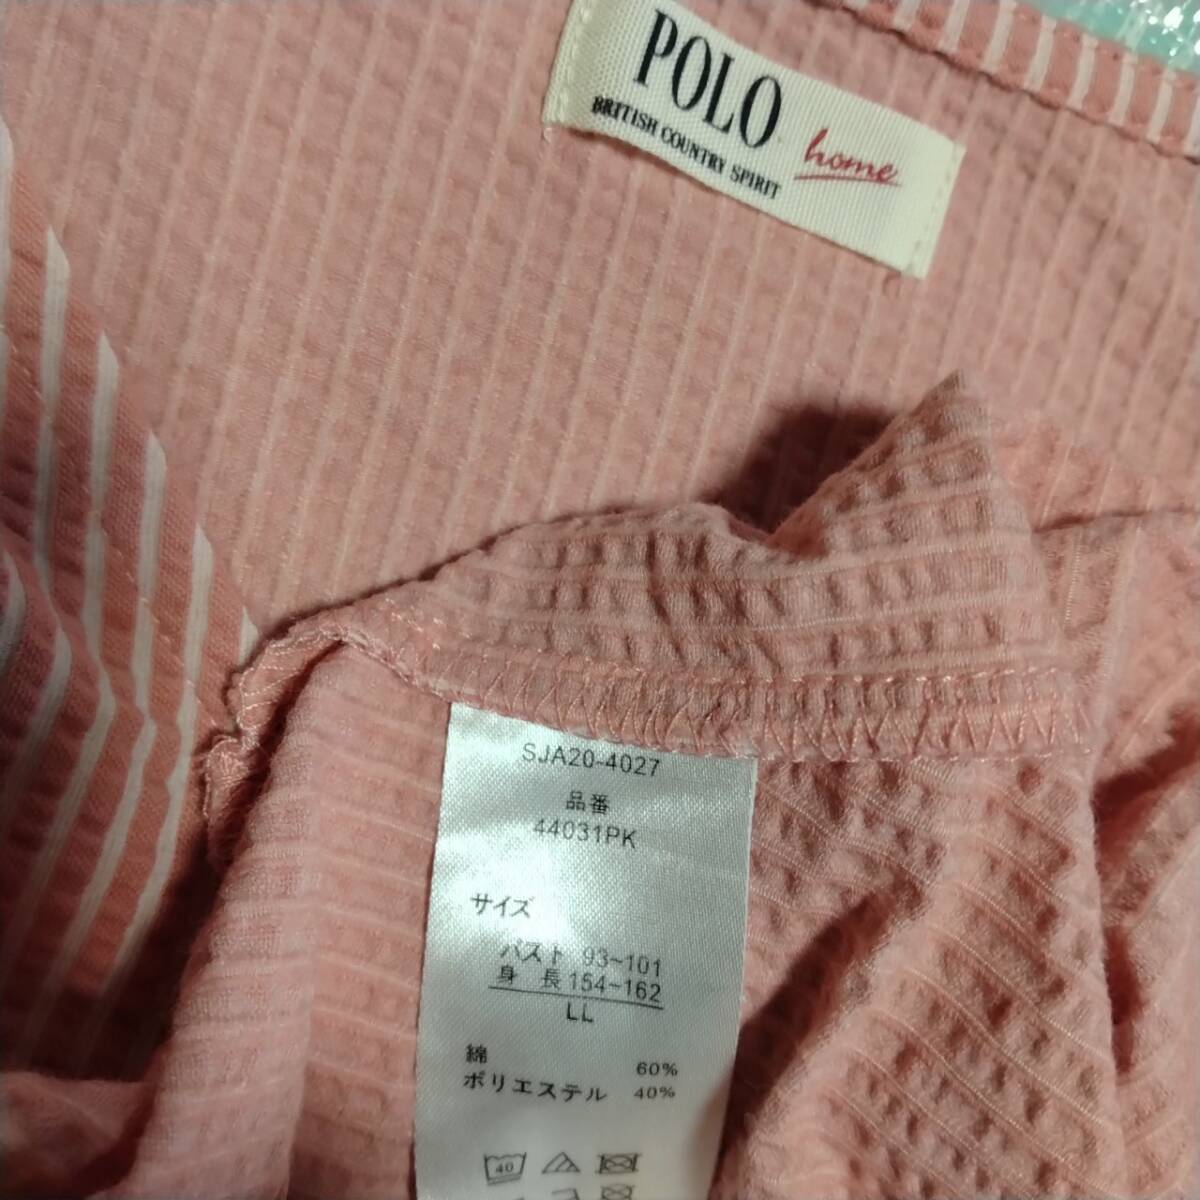 POLO
BRITISH COUNTRY SPIRIT
home
SJA20-4027
品番
44031PK
サイズ
バスト 93~101
身 長 154~162
LL
綿 60%
ポリエステル 40%
40